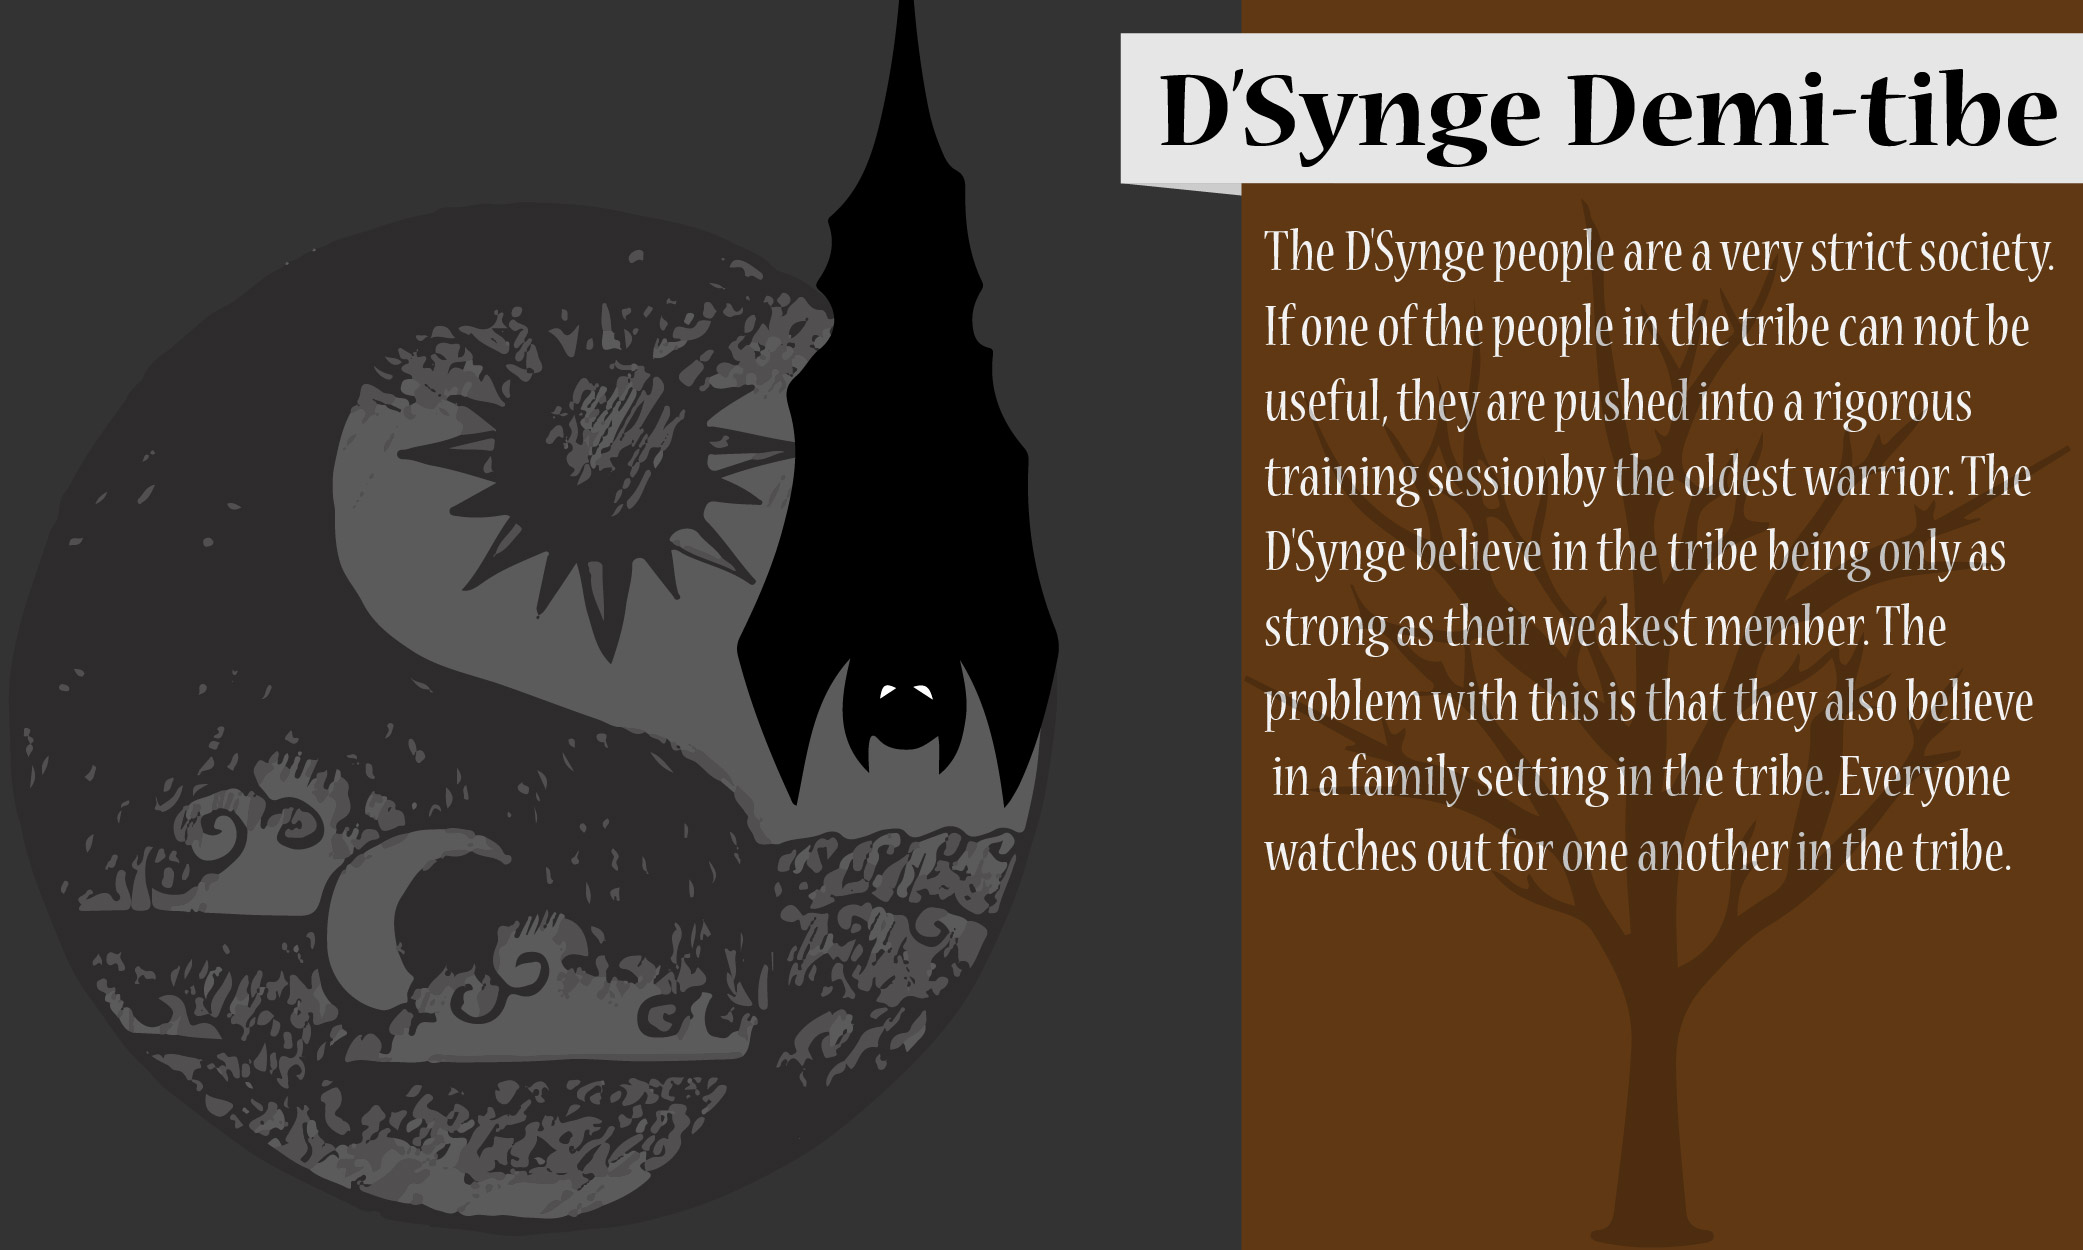 D'Synge Demi-tibe
The D'Synge people are a very strict society.
If one of the people in the tribe can not be
useful, they are pushed into a rigorous
training sessionby the oldest warrior. The
D'Synge believe in the tribe being only as
strong as their weakest member. The
problem with this is that they also believe
in a family setting in the tribe. Everyone
watches out for one another in the tribe.